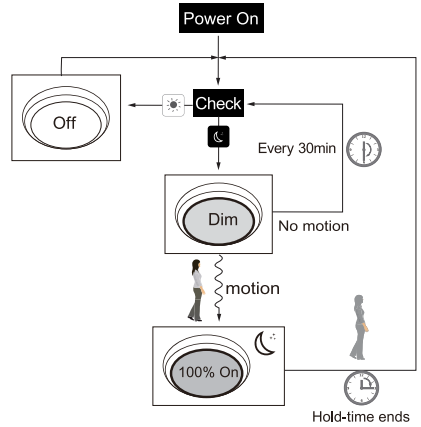 Power On
Off
Check
Every 30min
Dim
No motion
motion
100% On
Hold-time ends